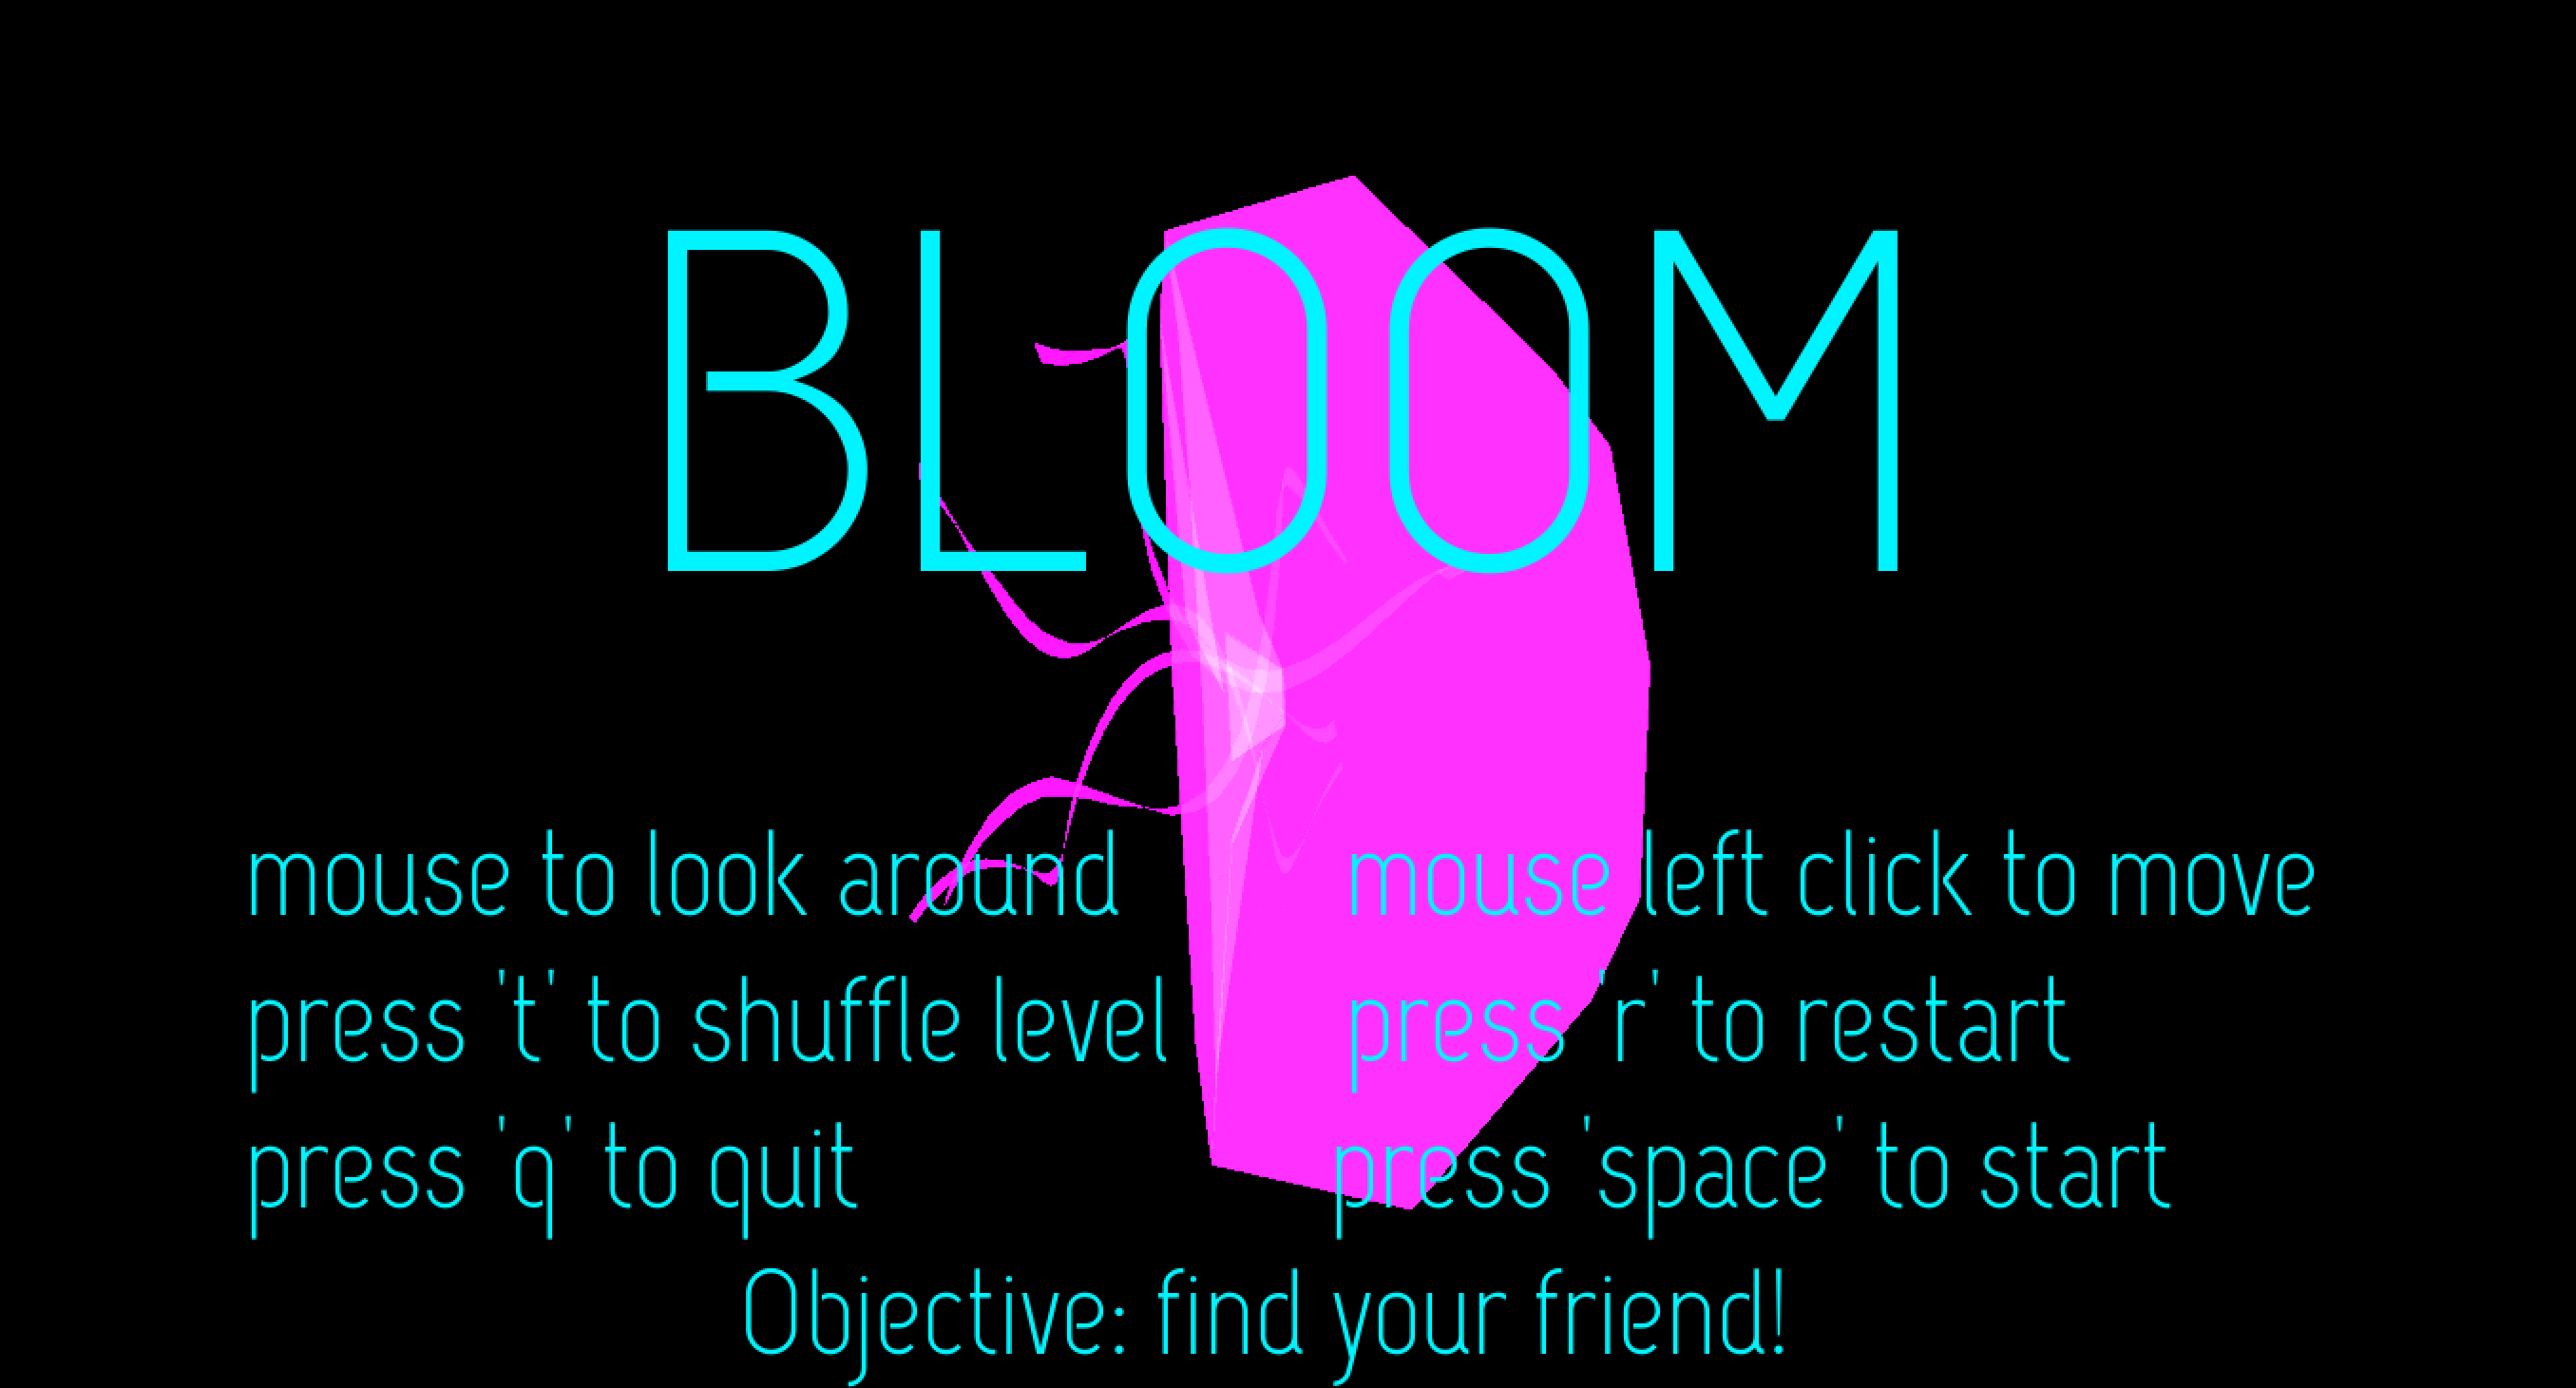 BLOOM
mouse to look around
mouse left click to move
press 't' to shuffle level
press 'r' to restart
press 'q' to quit
press 'space' to start
Objective: find your friend!